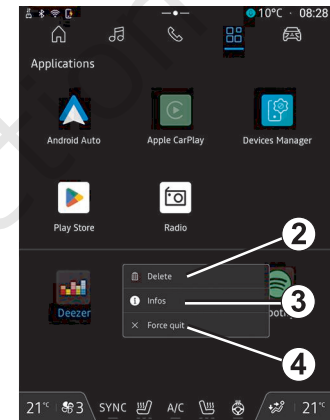 10°C · 08:28
Applications
Android Auto
Apple CarPlay
Devices Manager
Play Store
Radio
2
Delete
3
Infos
Deezer
Force quit
4
21°C
3
SYNC
A/C
21°C